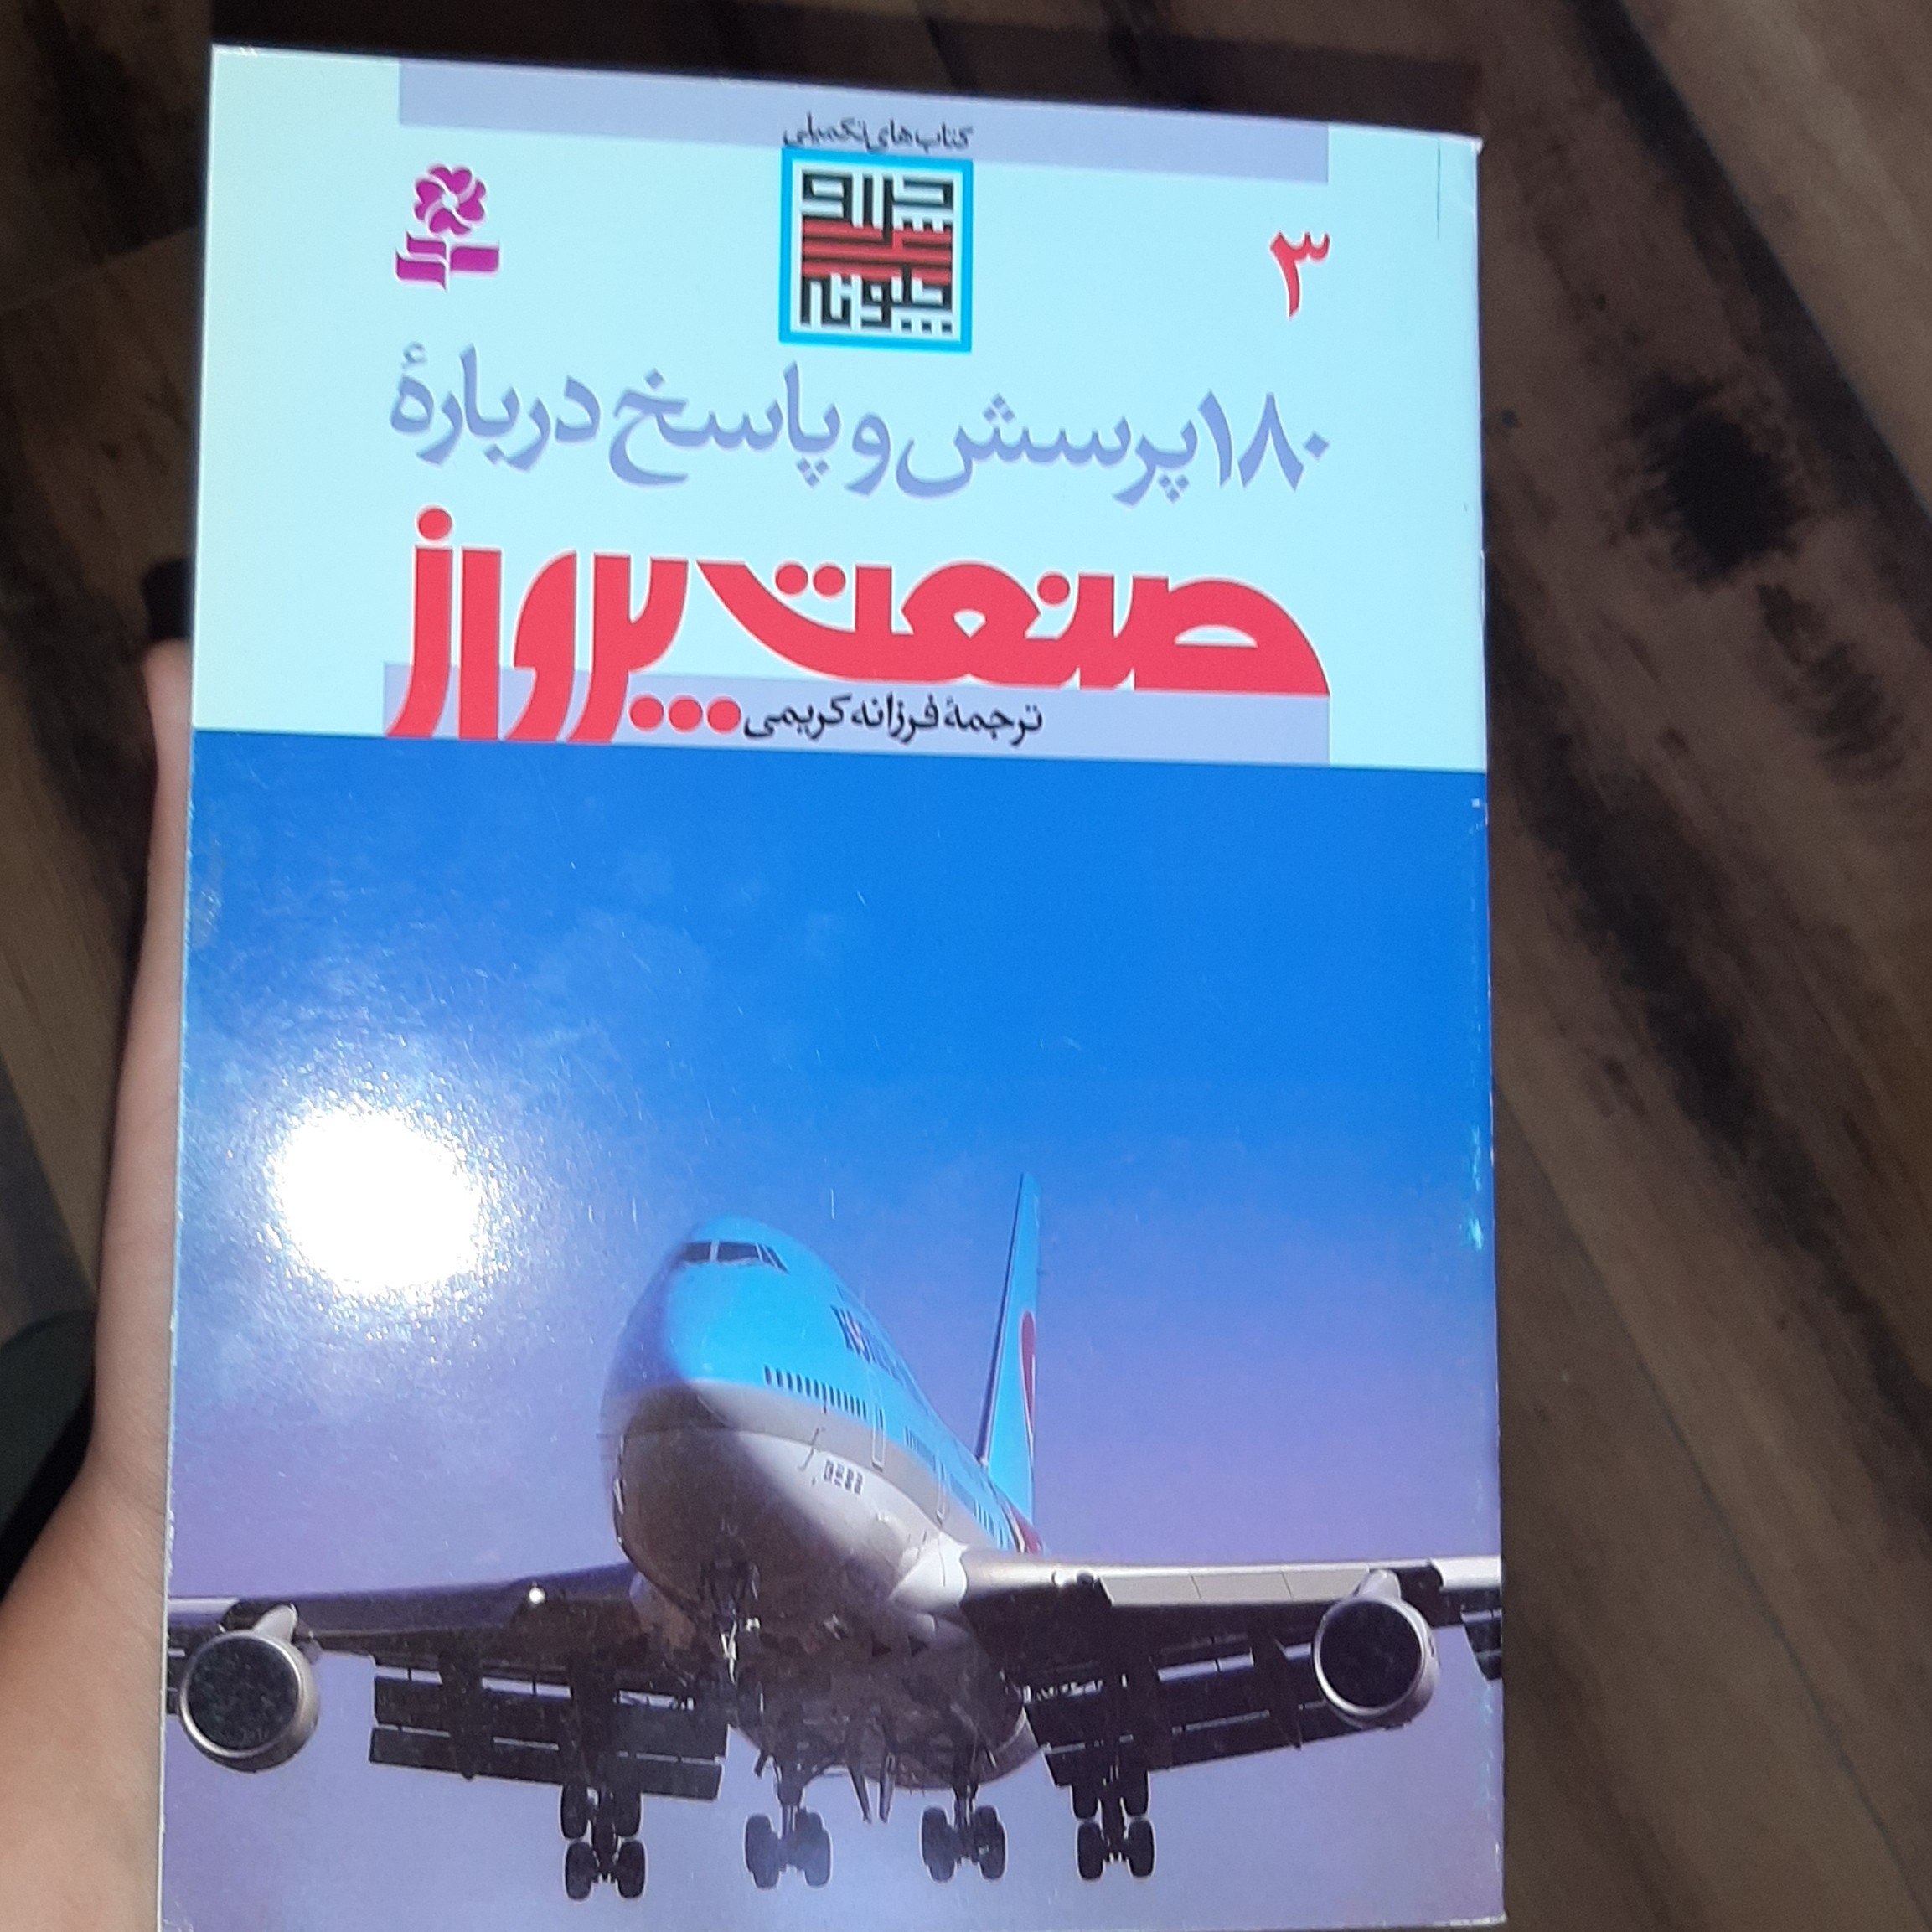 کتاب‌های تکمیلی
چرا و
چگونه
۳
۱۸۰ پرسش و پاسخ دربارهٔ
صنعت پرواز
ترجمهٔ فرزانه کریمی